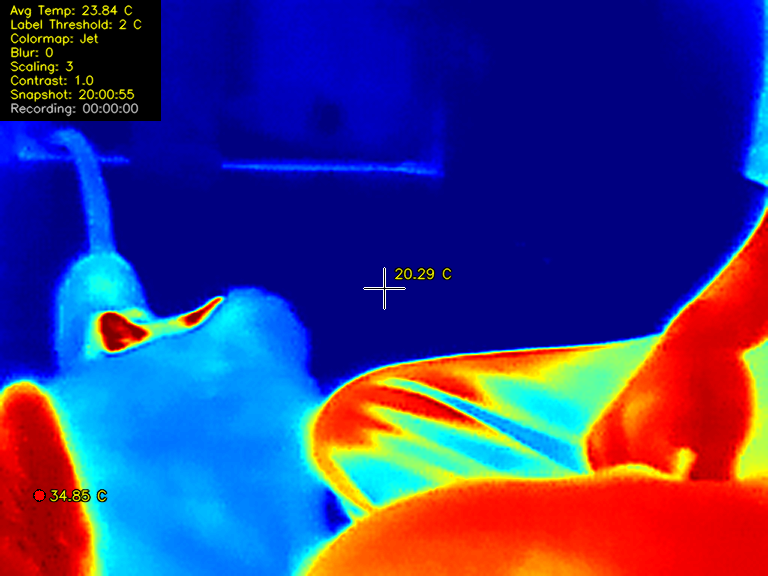 Avg Temp: 23.84 C
Label Threshold: 2 C
Colormap: Jet
Blur: 0
Scaling: 3
Contrast: 1.0
Snapshot: 20:00:55
Recording: 00:00:00
20.29 C
34.85 C